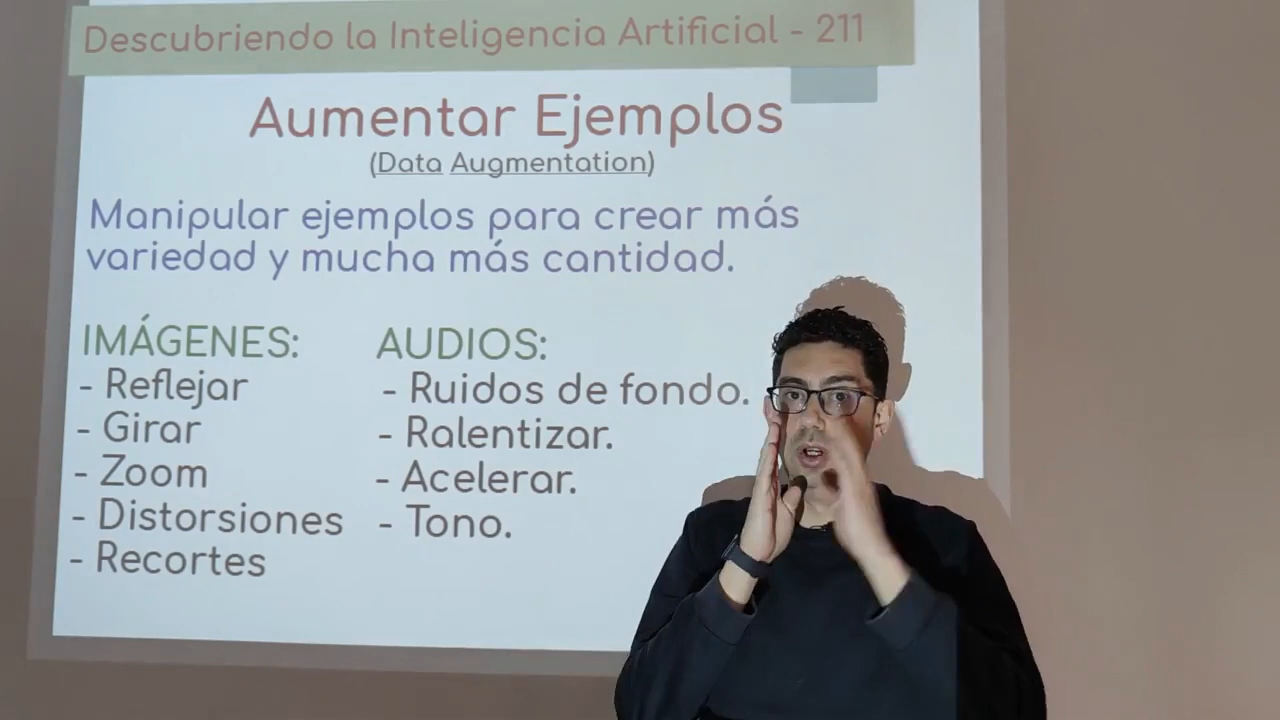 Descubriendo la Inteligencia Artificial - 211
Aumentar Ejemplos
(Data Augmentation)
Manipular ejemplos para crear más
variedad y mucha más cantidad.
IMÁGENES:
- Reflejar
- Girar
- Zoom
- Distorsiones
- Recortes
AUDIOS:
- Ruidos de fondo.
- Ralentizar.
- Acelerar.
- Tono.